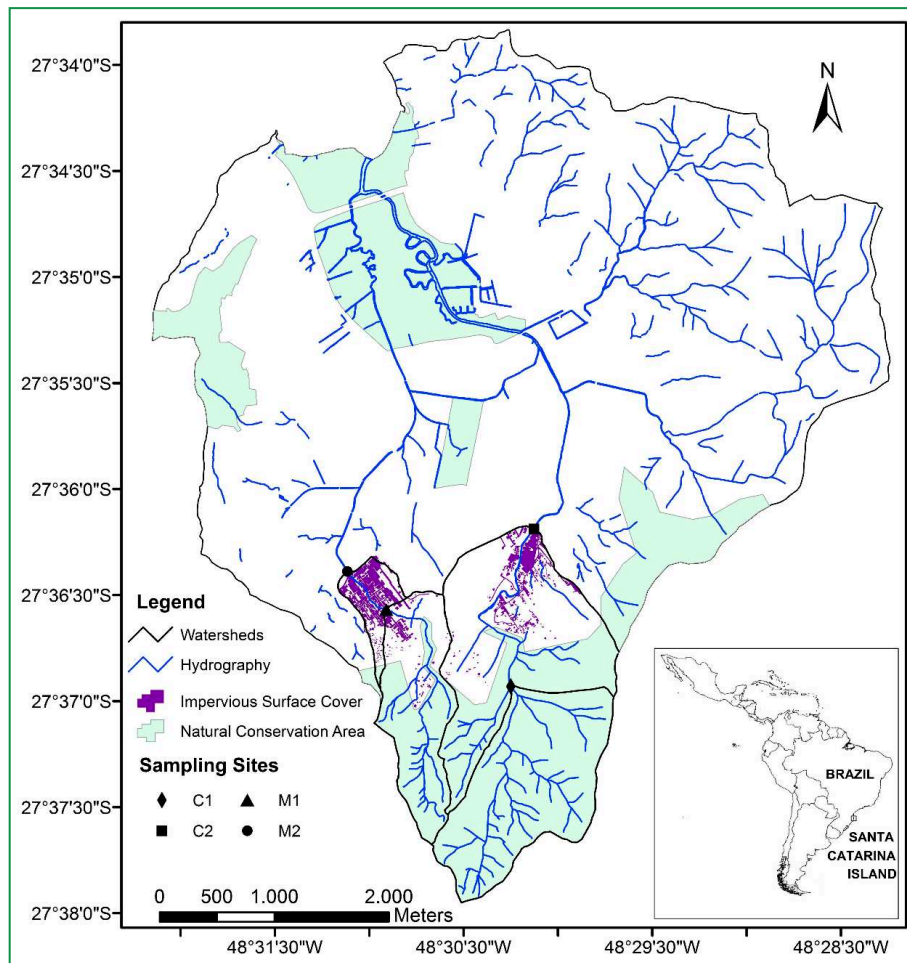 27°34'0"S
27°34'30"S
27°35'0"S
27°35'30"S
27°36'0"S
27°36'30"S
27°37'0"S
27°37'30"S
27°38'0"S
N
Legend
Watersheds
Hydrography
Impervious Surface Cover
Natural Conservation Area
Sampling Sites
C1 M1
C2 M2
0 500 1.000 2.000
Meters
BRAZIL
SANTA
CATARINA
ISLAND
48°31'30"W 48°30'30"W 48°29'30"W 48°28'30"W